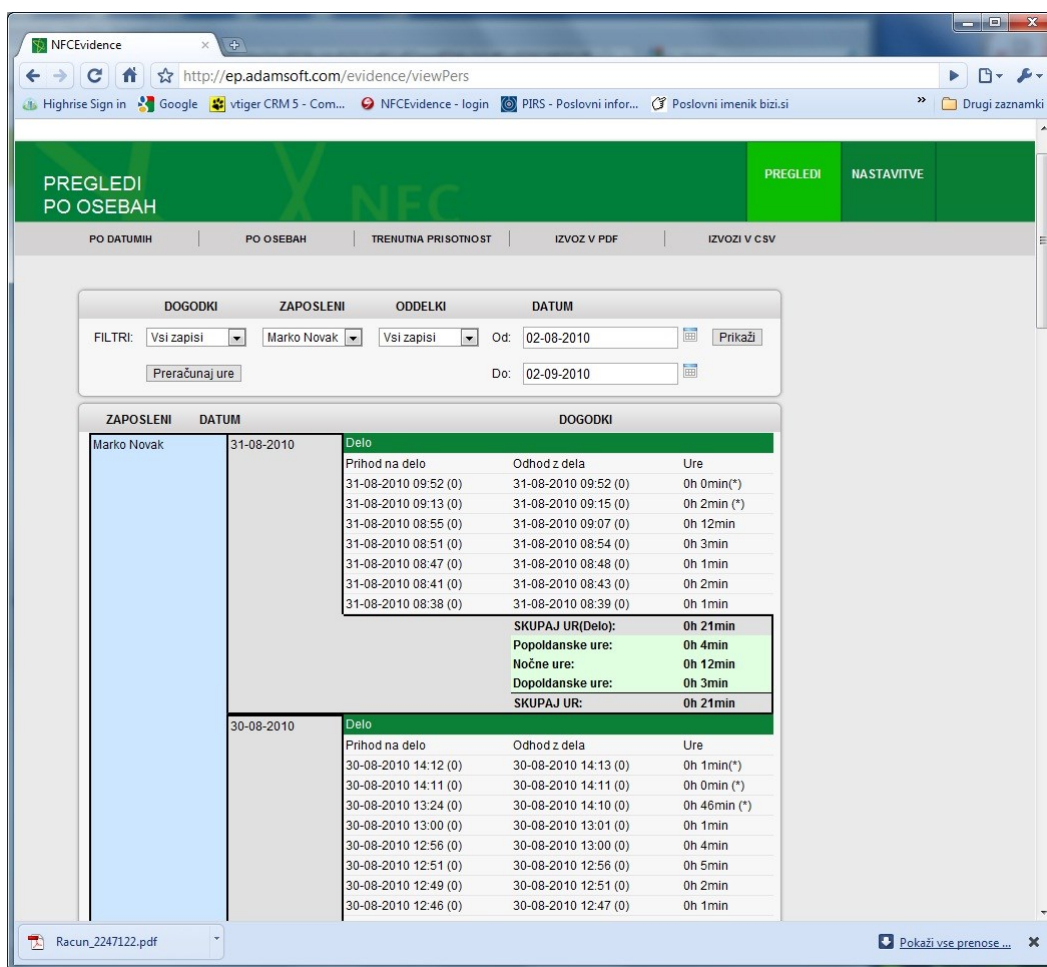 NFCEvidence
http://ep.adamsoft.com/evidence/viewPers
Highrise Sign in Google vtiger CRM 5 - Com... NFCEvidence - login PIRS - Poslovni infor... Poslovni imenik bizi.si » Drugi zaznamki
PREGLEDI
PO OSEBAH
NFC
PREGLEDI NASTAVITVE
PO DATUMIH PO OSEBAH TRENUTNA PRISOTNOST IZVOZ V PDF IZVOZI V CSV
DOGODKI ZAPOSLENI ODDELKI DATUM
FILTRI: Vsi zapisi Marko Novak Vsi zapisi Od: 02-08-2010 Prikaži
Preračunaj ure Do: 02-09-2010
ZAPOSLENI DATUM DOGODKI
Marko Novak 31-08-2010 Delo
Prihod na delo Odhod z dela Ure
31-08-2010 09:52 (0) 31-08-2010 09:52 (0) 0h 0min(*)
31-08-2010 09:13 (0) 31-08-2010 09:15 (0) 0h 2min (*)
31-08-2010 08:55 (0) 31-08-2010 09:07 (0) 0h 12min
31-08-2010 08:51 (0) 31-08-2010 08:54 (0) 0h 3min
31-08-2010 08:47 (0) 31-08-2010 08:48 (0) 0h 1min
31-08-2010 08:41 (0) 31-08-2010 08:43 (0) 0h 2min
31-08-2010 08:38 (0) 31-08-2010 08:39 (0) 0h 1min
SKUPAJ UR(Delo): 0h 21min
Popoldanske ure: 0h 4min
Nočne ure: 0h 12min
Dopoldanske ure: 0h 3min
SKUPAJ UR: 0h 21min
30-08-2010 Delo
Prihod na delo Odhod z dela Ure
30-08-2010 14:12 (0) 30-08-2010 14:13 (0) 0h 1min(*)
30-08-2010 14:11 (0) 30-08-2010 14:11 (0) 0h 0min (*)
30-08-2010 13:24 (0) 30-08-2010 14:10 (0) 0h 46min (*)
30-08-2010 13:00 (0) 30-08-2010 13:01 (0) 0h 1min
30-08-2010 12:56 (0) 30-08-2010 13:00 (0) 0h 4min
30-08-2010 12:51 (0) 30-08-2010 12:56 (0) 0h 5min
30-08-2010 12:49 (0) 30-08-2010 12:51 (0) 0h 2min
30-08-2010 12:46 (0) 30-08-2010 12:47 (0) 0h 1min
Racun_2247122.pdf Pokaži vse prenose ...